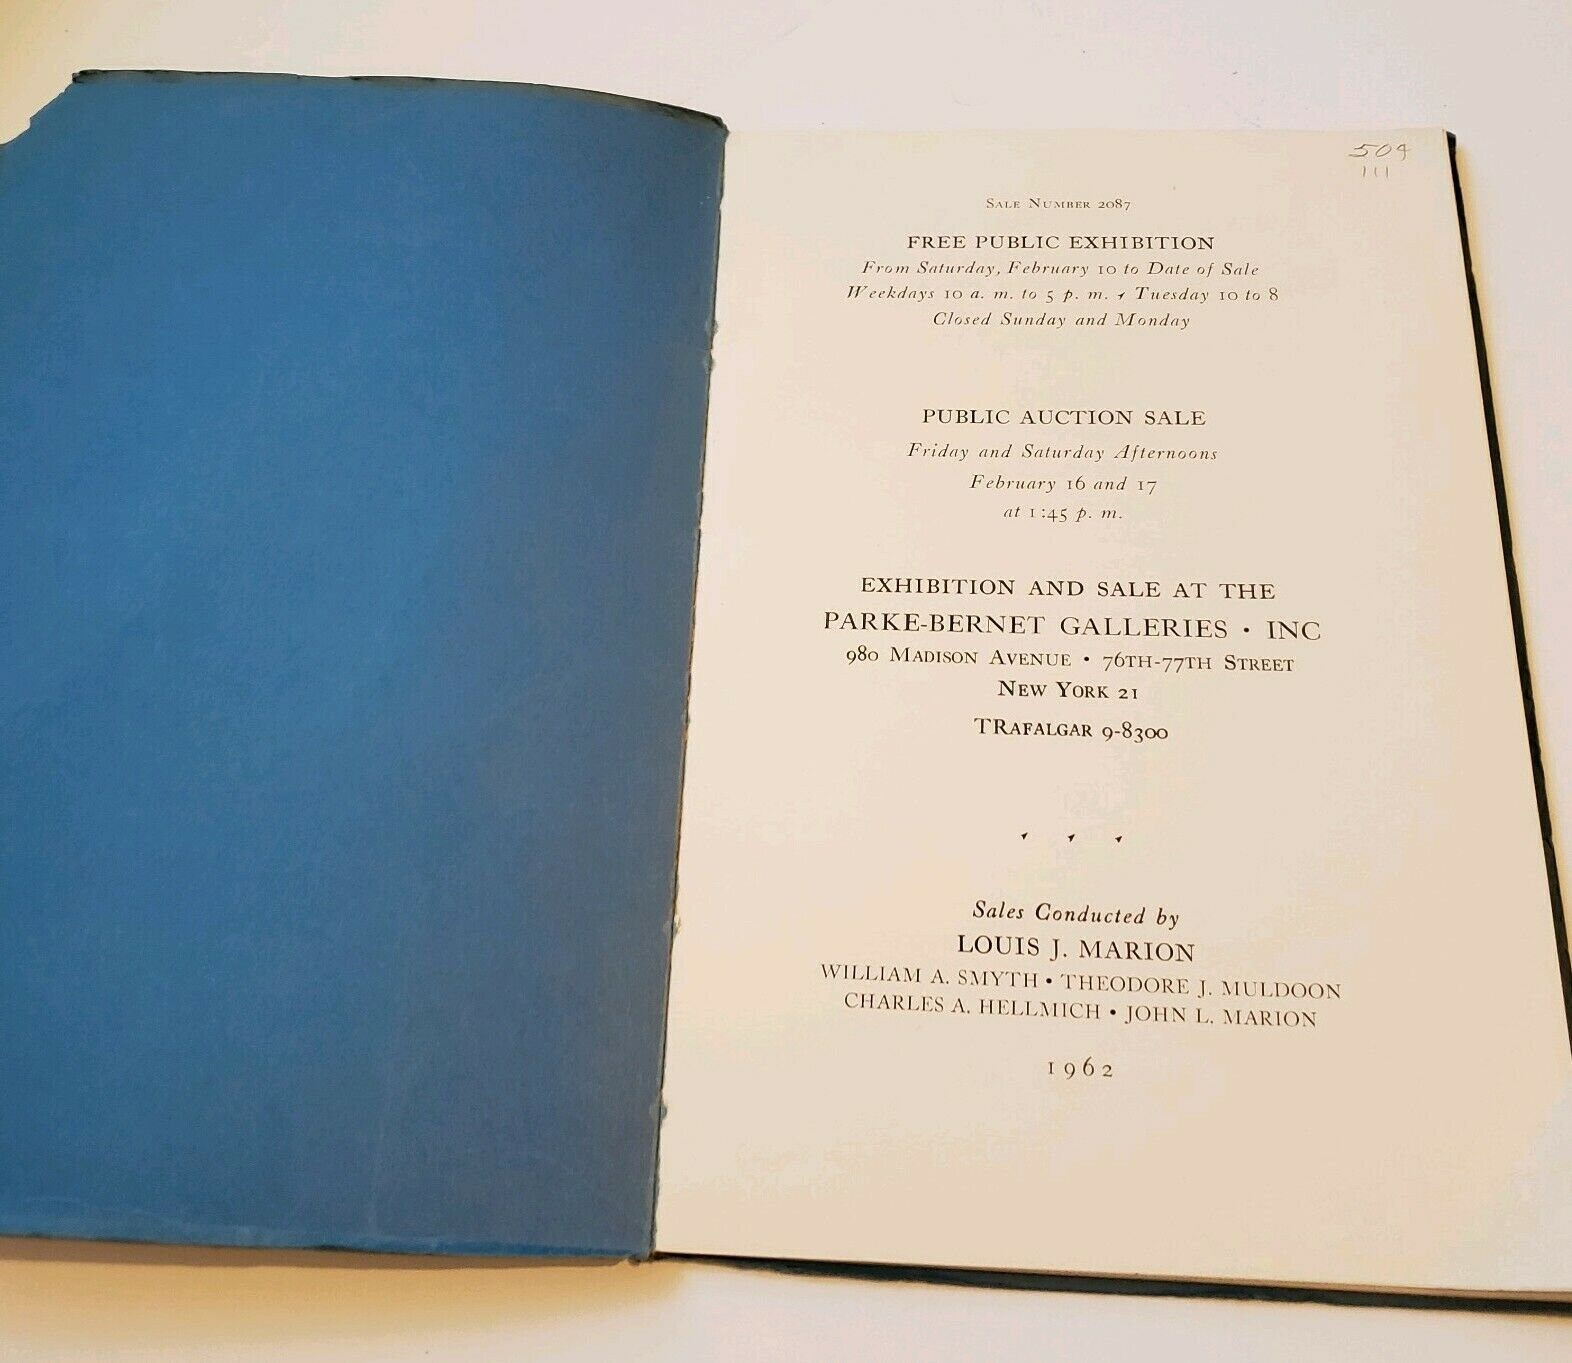 509
111
Sale Number 2087
FREE PUBLIC EXHIBITION
From Saturday, February 10 to Date of Sale
Weekdays 10 a. m. to 5 p. m. Tuesday 10 to 8
Closed Sunday and Monday
PUBLIC AUCTION SALE
Friday and Saturday Afternoons
February 16 and 17
at 1:45 p. m.
EXHIBITION AND SALE AT THE
PARKE-BERNET GALLERIES • INC
980 Madison Avenue • 76TH-77TH Street
New York 21
TRafalgar 9-8300
Sales Conducted by
LOUIS J. MARION
WILLIAM A. SMYTH • THEODORE J. MULDOON
CHARLES A. HELLMICH • JOHN L. MARION
1962